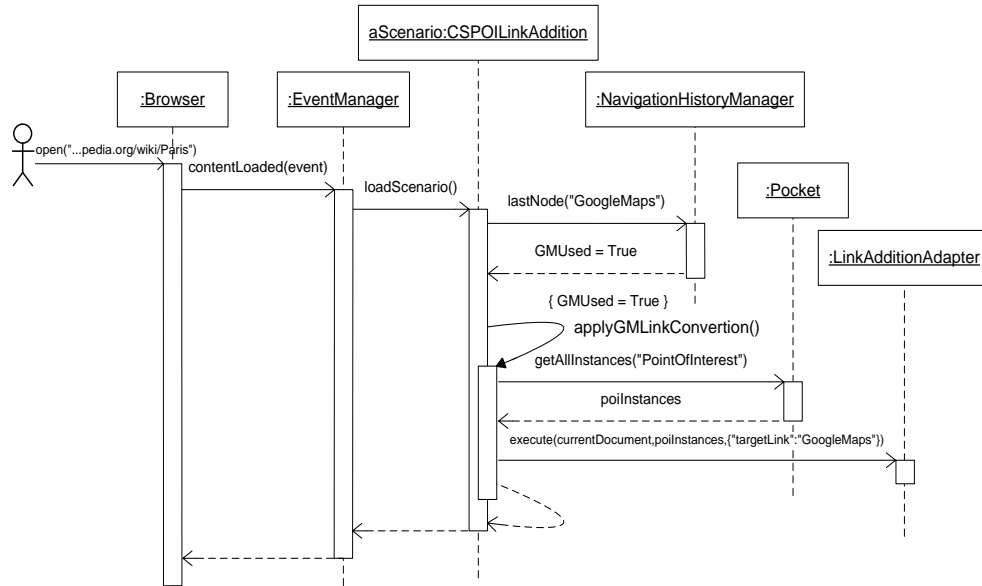 aScenario:CSPOILinkAddition
:Browser
:EventManager
:NavigationHistoryManager
open("...pedia.org/wiki/Paris")
contentLoaded(event)
loadScenario()
lastNode("GoogleMaps")
:Pocket
GMUsed = True
:LinkAdditionAdapter
{ GMUsed = True }
applyGMLinkConvertion()
getAllInstances("PointOfInterest")
poiInstances
execute(currentDocument,poiInstances,{"targetLink":"GoogleMaps"})